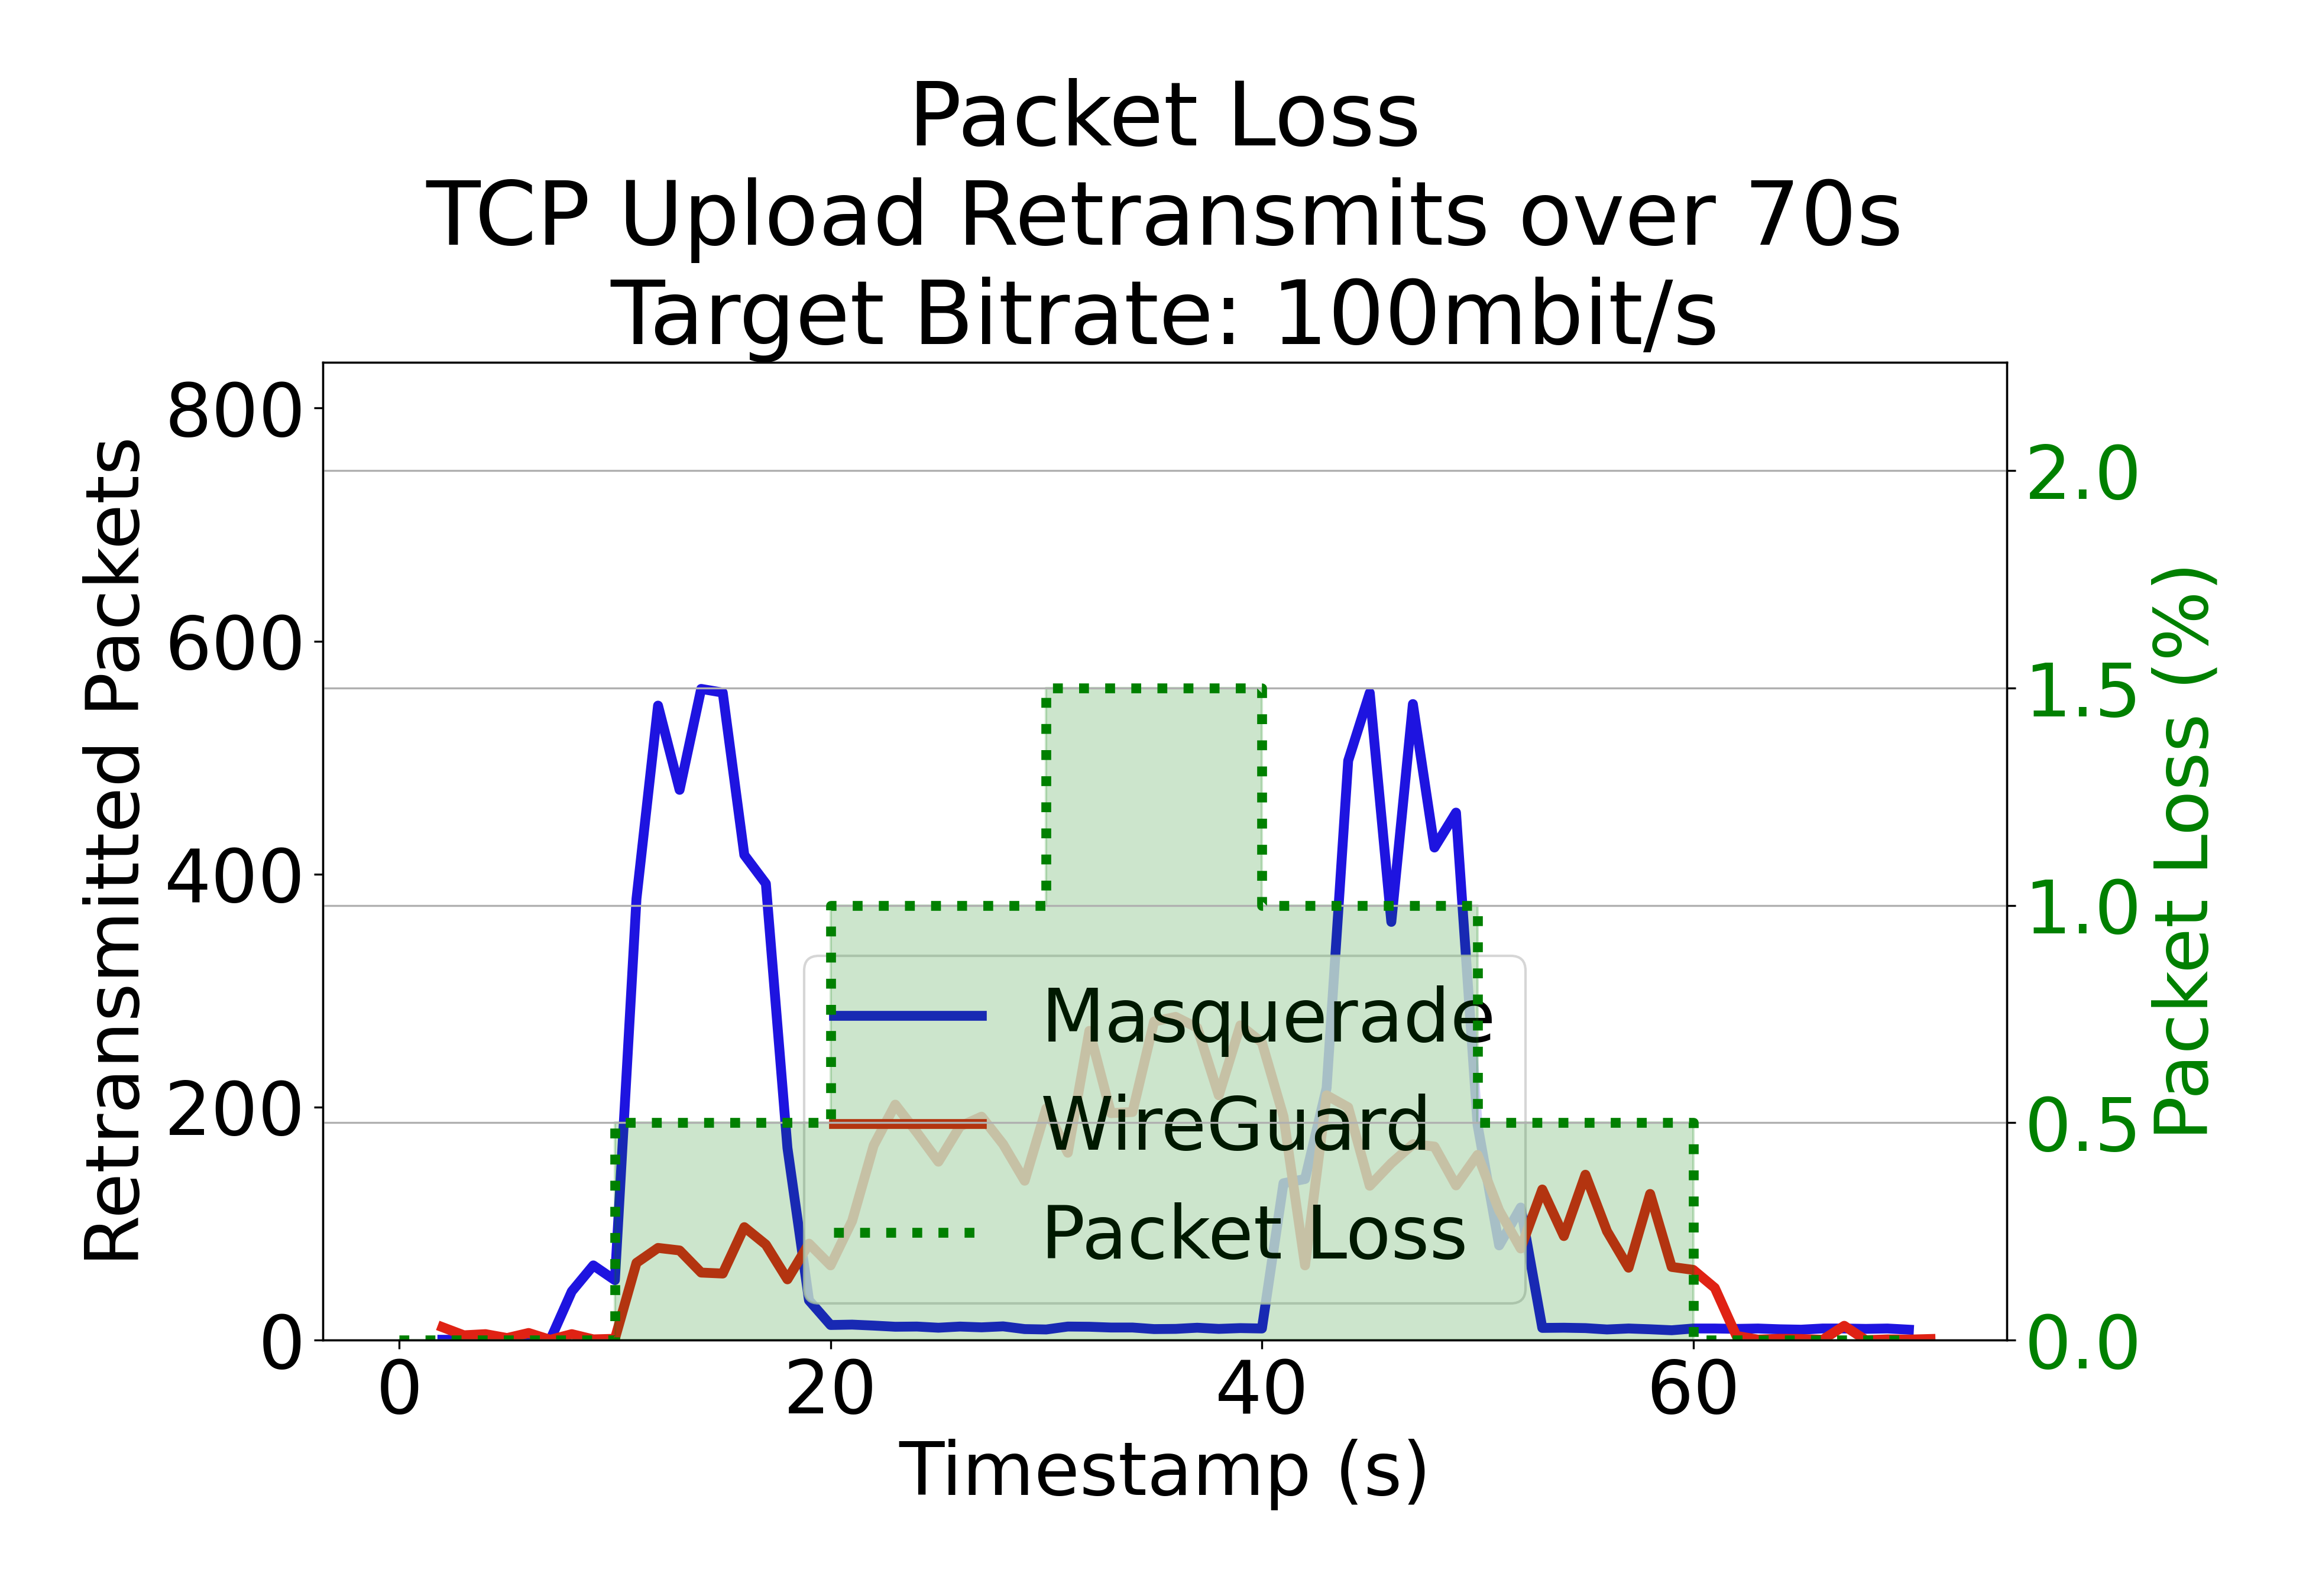 Packet Loss
TCP Upload Retransmits over 70s
Target Bitrate: 100mbit/s
Retransmitted Packets
800
600
400
200
0
2.0
1.5
1.0
0.5
0.0
Packet Loss (%)
Masquerade
WireGuard
Packet Loss
0
20
40
60
Timestamp (s)